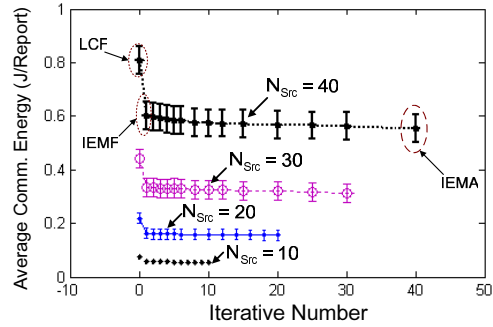 1
LCF
0.8
N_Src = 40
0.6
IEMF
IEMA
0.4
N_Src = 30
N_Src = 20
0.2
N_Src = 10
0
-10 0 10 20 30 40 50
Iterative Number
Average Comm. Energy (J/Report)